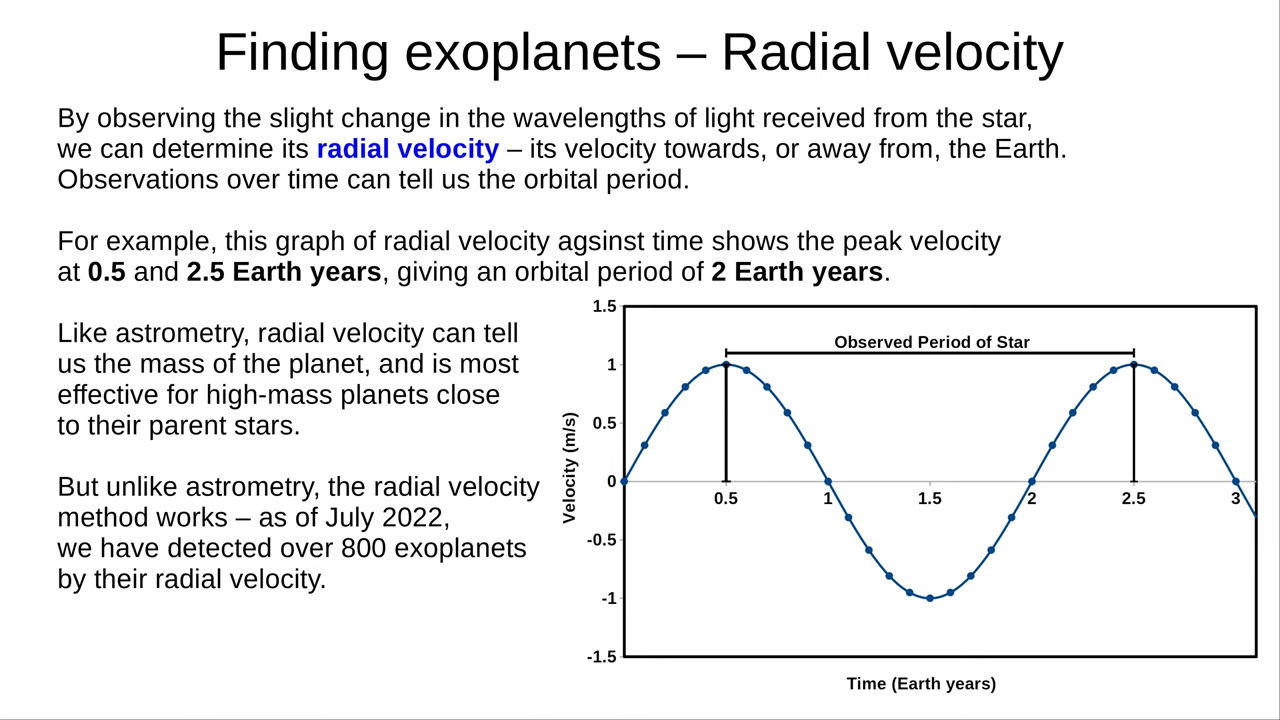 Finding exoplanets – Radial velocity
By observing the slight change in the wavelengths of light received from the star,
we can determine its radial velocity – its velocity towards, or away from, the Earth.
Observations over time can tell us the orbital period.
For example, this graph of radial velocity agsinst time shows the peak velocity
at 0.5 and 2.5 Earth years, giving an orbital period of 2 Earth years.
Like astrometry, radial velocity can tell
us the mass of the planet, and is most
effective for high-mass planets close
to their parent stars.
But unlike astrometry, the radial velocity
method works – as of July 2022,
we have detected over 800 exoplanets
by their radial velocity.
Velocity (m/s)
1.5
1
0.5
0
-0.5
-1
-1.5
Observed Period of Star
0.5 1 1.5 2 2.5 3
Time (Earth years)